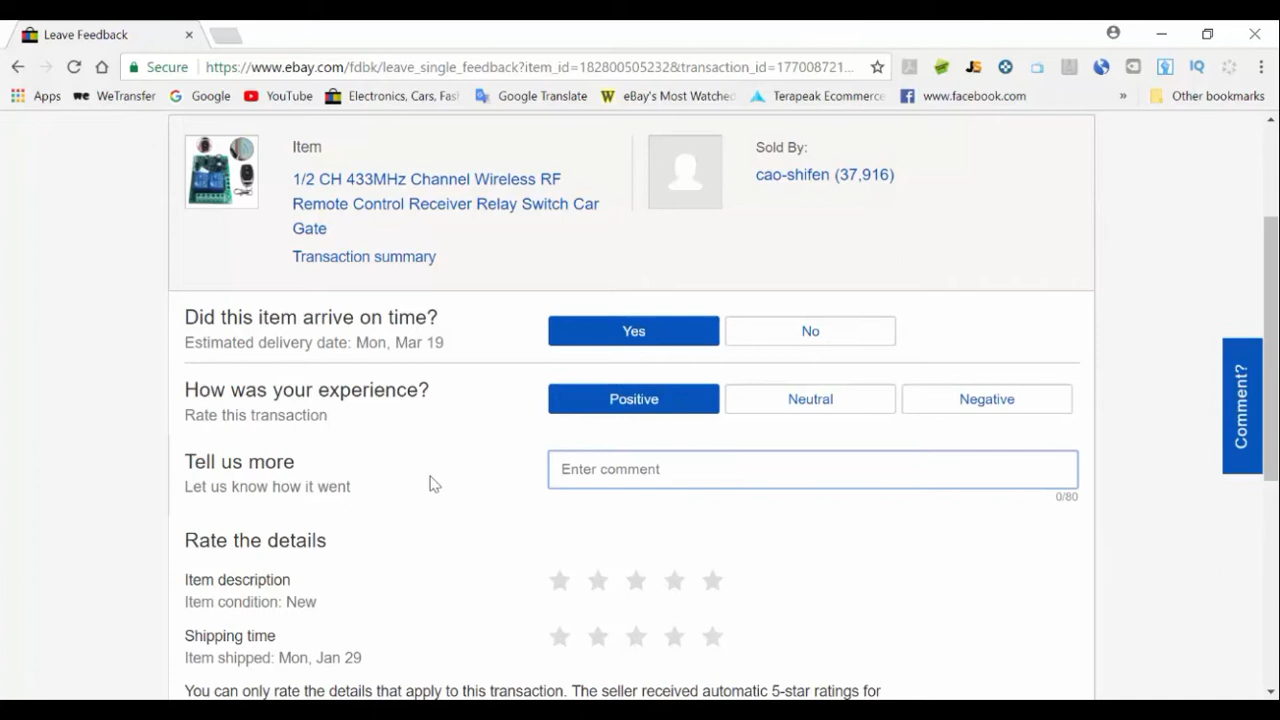 Leave Feedback
Secure https://www.ebay.com/fdbk/leave_single_feedback?item_id=182800505232&transaction_id=177008721...
Apps WeTransfer Google YouTube Electronics, Cars, Fas Google Translate eBay's Most Watched Terapeak Ecommerce www.facebook.com » Other bookmarks
Item
1/2 CH 433MHz Channel Wireless RF
Remote Control Receiver Relay Switch Car
Gate
Transaction summary
Sold By:
cao-shifen (37,916)
Did this item arrive on time?
Estimated delivery date: Mon, Mar 19
Yes No
How was your experience?
Rate this transaction
Positive Neutral Negative
Tell us more
Let us know how it went
Enter comment
0/80
Comment?
Rate the details
Item description
Item condition: New
Shipping time
Item shipped: Mon, Jan 29
You can only rate the details that apply to this transaction. The seller received automatic 5-star ratings for